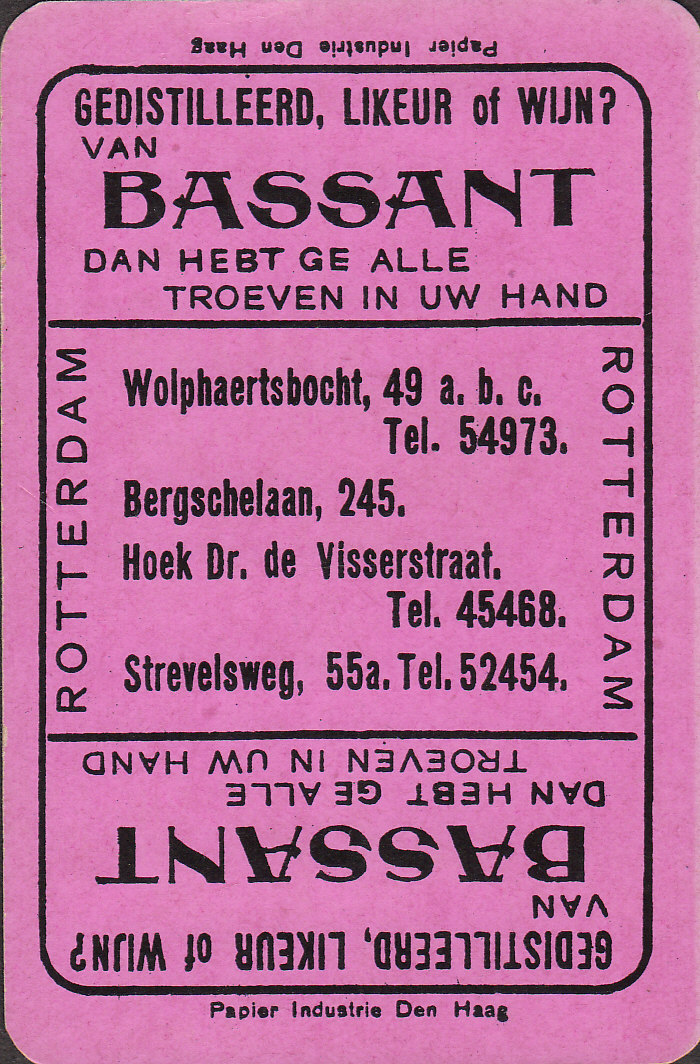 Papier Industrie Den Haag
GEDISTILLEERD, LIKEUR of WIJN?
VAN
BASSANT
DAN HEBT GE ALLE
TROEVEN IN UW HAND
ROTTERDAM
Wolphaertsbocht, 49 a. b. c.
Tel. 54973.
Bergschelaan, 245.
Hoek Dr. de Visserstraat.
Tel. 45468.
Strevelsweg, 55a. Tel. 52454.
ROTTERDAM
GEDISTILLEERD, LIKEUR of WIJN?
VAN
BASSANT
DAN HEBT GE ALLE
TROEVEN IN UW HAND
Papier Industrie Den Haag